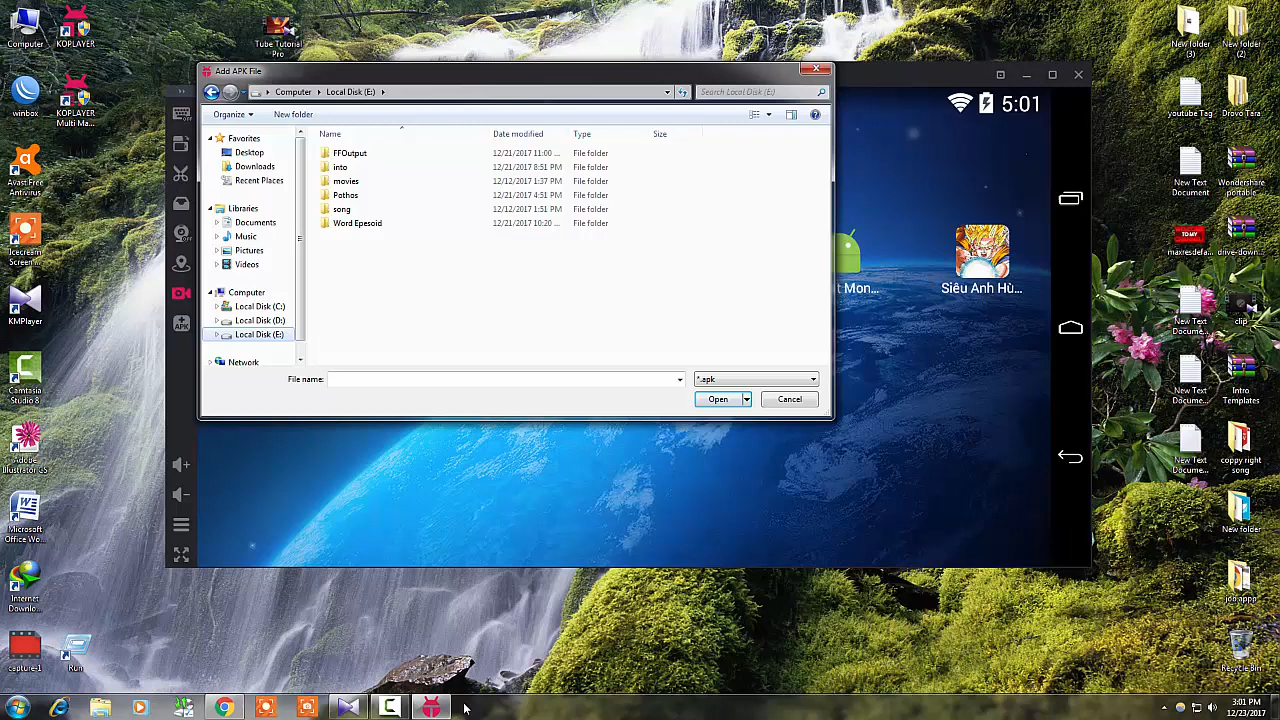 Computer
KOPLAYER
Tube Tutorial
Pro
New folder
(3)
New folder
(2)
Add APK File
Computer
Local Disk (E:)
Search Local Disk (E:)
winbox
KOPLAYER
Multi Ma...
Organize
New folder
5:01
youtube Tag
Drovo Tara
Name
Date modified
Type
Size
Favorites
Desktop
Downloads
Recent Places
Libraries
Documents
Music
Pictures
Videos
Computer
Local Disk (C:)
Local Disk (D:)
Local Disk (E:)
Network
FFOutput
12/21/2017 11:00 ...
File folder
into
12/21/2017 8:51 PM
File folder
movies
12/12/2017 1:37 PM
File folder
Pothos
12/21/2017 4:51 PM
File folder
song
12/12/2017 1:51 PM
File folder
Word Epesoid
12/21/2017 10:20 ...
File folder
File name:
*.apk
Open
Cancel
Avast Free
Antivirus
New Text
Document
Wondershare
portable
Icecream
Screen ...
TOMY
maxresdefa...
drive-down...
t Mon...
Siêu Anh Hù...
APK
KMPlayer
New Text
Docume...
clip
Camtasia
Studio 8
New Text
Docume...
Intro
Templates
Adobe
Illustrator CS
New Text
Docume...
coppy right
song
Microsoft
Office Wo...
New folder
Internet
Downlo...
job appp
capture-1
Run
Recycle Bin
3:01 PM
12/23/2017